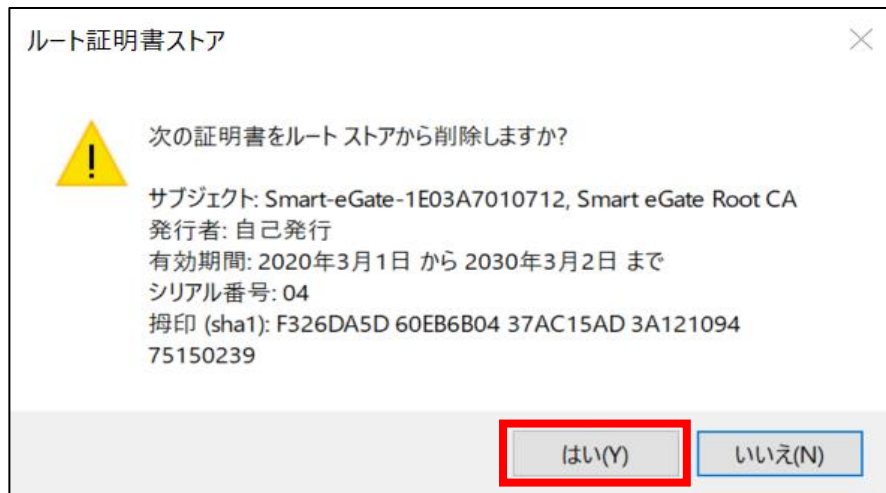 ルート証明書ストア
次の証明書をルート ストアから削除しますか?
サブジェクト: Smart-eGate-1E03A7010712, Smart eGate Root CA
発行者: 自己発行
有効期間: 2020年3月1日 から 2030年3月2日 まで
シリアル番号: 04
拇印 (sha1): F326DA5D 60EB6B04 37AC15AD 3A121094
75150239
はい(Y)
いいえ(N)